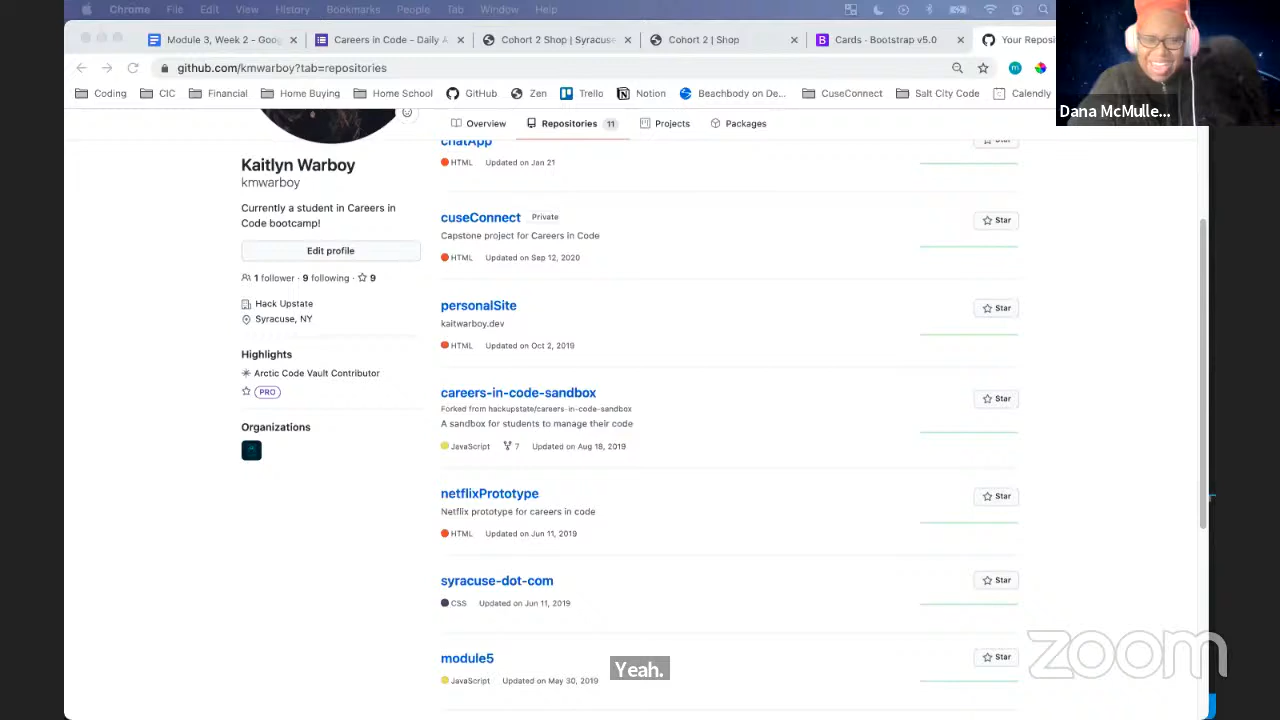 Chrome File Edit View History Bookmarks People Tab Window Help
Module 3, Week 2 - Goo
Careers in Code - Daily A
Cohort 2 Shop | Syracuse
Cohort 2 | Shop
Cards · Bootstrap v5.0
Your Reposi
github.com/kmwarboy?tab=repositories
Coding CIC Financial Home Buying Home School GitHub Zen Trello Notion Beachbody on De... CuseConnect Salt City Code Calendly
Dana McMulle...
Overview Repositories 11 Projects Packages
Kaitlyn Warboy
kmwarboy
Currently a student in Careers in
Code bootcamp!
Edit profile
1 follower · 9 following · 9
Hack Upstate
Syracuse, NY
Highlights
Arctic Code Vault Contributor
PRO
Organizations
chatApp
Star
HTML Updated on Jan 21
cuseConnect Private
Star
Capstone project for Careers in Code
HTML Updated on Sep 12, 2020
personalSite
Star
kaitwarboy.dev
HTML Updated on Oct 2, 2019
careers-in-code-sandbox
Star
Forked from hackupstate/careers-in-code-sandbox
A sandbox for students to manage their code
JavaScript 7 Updated on Aug 18, 2019
netflixPrototype
Star
Netflix prototype for careers in code
HTML Updated on Jun 11, 2019
syracuse-dot-com
Star
CSS Updated on Jun 11, 2019
module5
Star
JavaScript Updated on May 30, 2019
Yeah.
zoom